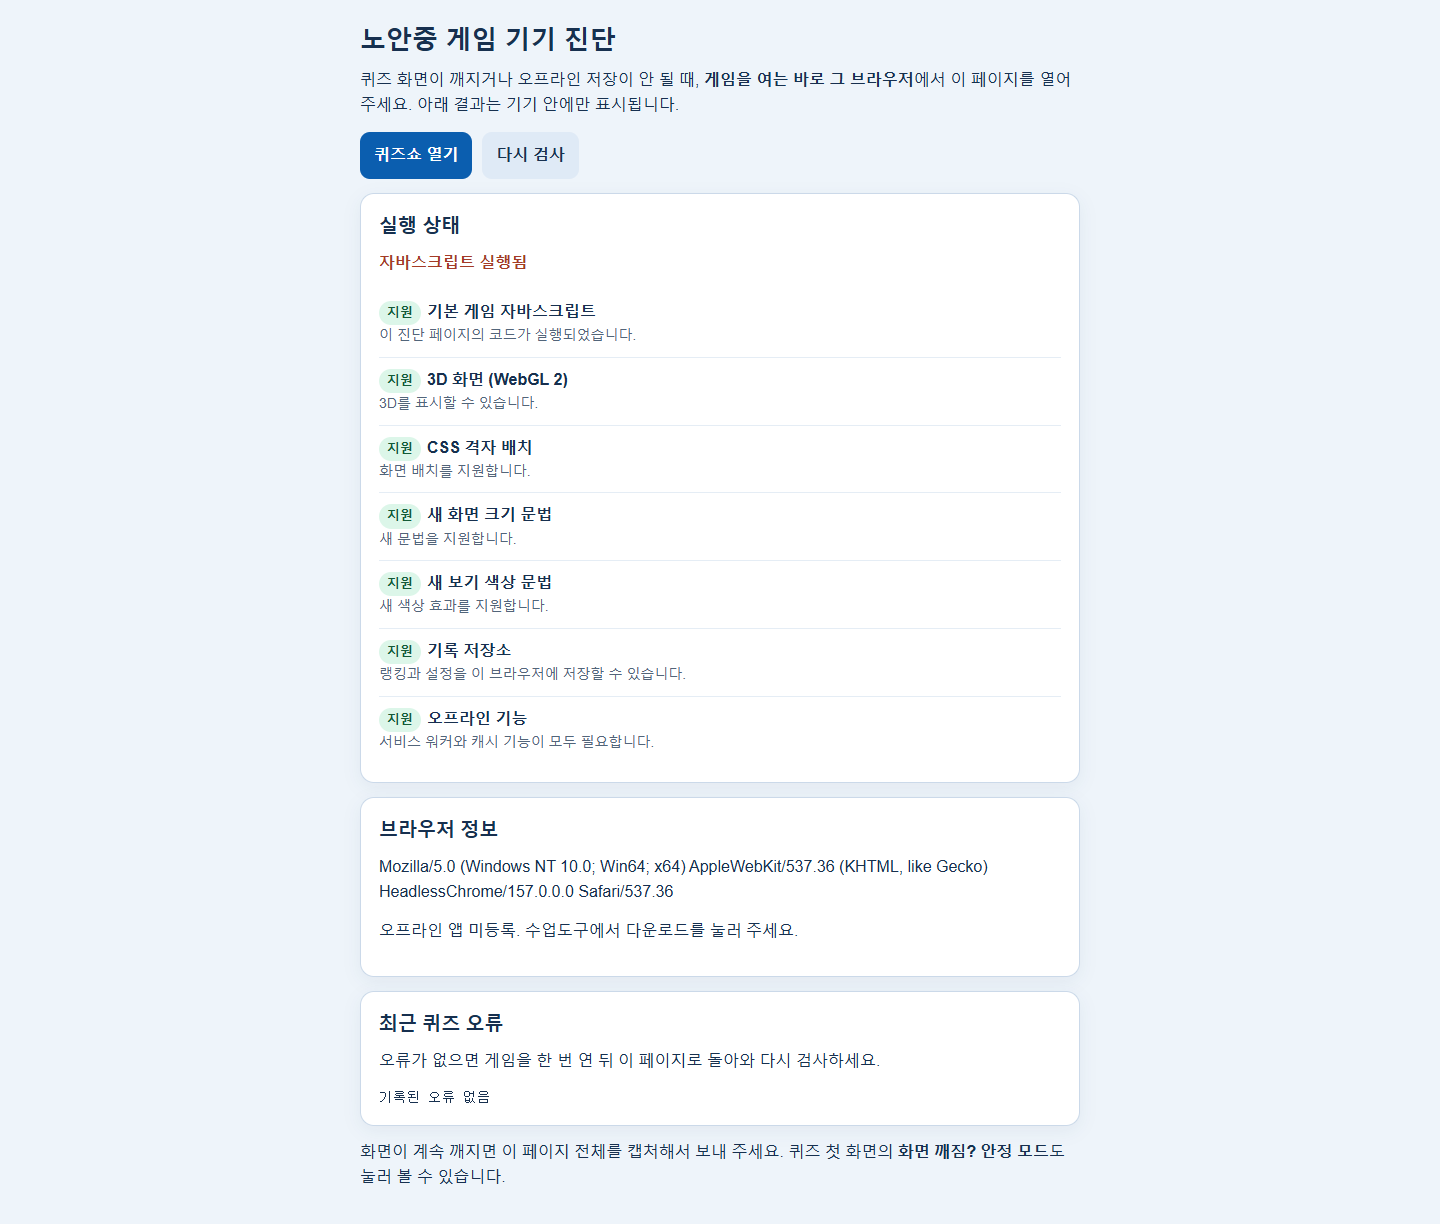 노안중 게임 기기 진단
퀴즈 화면이 깨지거나 오프라인 저장이 안 될 때, 게임을 여는 바로 그 브라우저에서 이 페이지를 열어
주세요. 아래 결과는 기기 안에만 표시됩니다.
퀴즈쇼 열기 다시 검사
실행 상태
자바스크립트 실행됨
지원 기본 게임 자바스크립트
이 진단 페이지의 코드가 실행되었습니다.
지원 3D 화면 (WebGL 2)
3D를 표시할 수 있습니다.
지원 CSS 격자 배치
화면 배치를 지원합니다.
지원 새 화면 크기 문법
새 문법을 지원합니다.
지원 새 보기 색상 문법
새 색상 효과를 지원합니다.
지원 기록 저장소
랭킹과 설정을 이 브라우저에 저장할 수 있습니다.
지원 오프라인 기능
서비스 워커와 캐시 기능이 모두 필요합니다.
브라우저 정보
Mozilla/5.0 (Windows NT 10.0; Win64; x64) AppleWebKit/537.36 (KHTML, like Gecko)
HeadlessChrome/157.0.0.0 Safari/537.36
오프라인 앱 미등록. 수업도구에서 다운로드를 눌러 주세요.
최근 퀴즈 오류
오류가 없으면 게임을 한 번 연 뒤 이 페이지로 돌아와 다시 검사하세요.
기록된 오류 없음
화면이 계속 깨지면 이 페이지 전체를 캡처해서 보내 주세요. 퀴즈 첫 화면의 화면 깨짐? 안정 모드도
눌러 볼 수 있습니다.